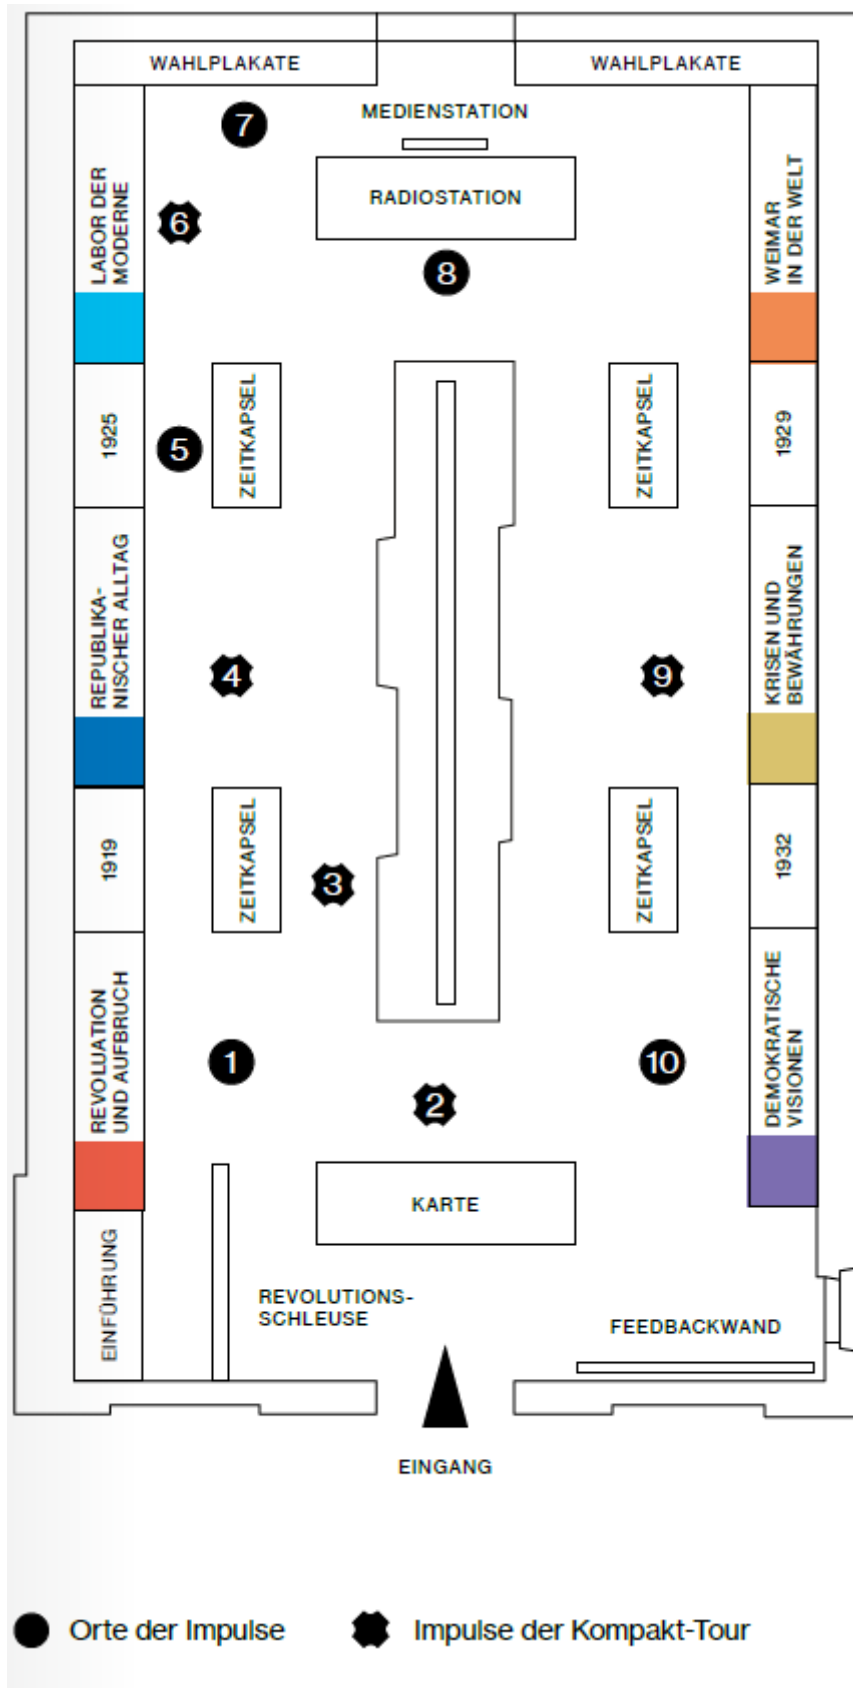 WAHLPLAKATE
WAHLPLAKATE
MEDIENSTATION
7
RADIOSTATION
LABOR DER
MODERNE
6
WEIMAR
IN DER WELT
8
1925
5
ZEITKAPSEL
ZEITKAPSEL
1929
REPUBLIKA-
NISCHER ALLTAG
4
9
KRISEN UND
BEWÄHRUNGEN
1919
ZEITKAPSEL
3
ZEITKAPSEL
1932
REVOLUATION
UND AUFBRUCH
1
2
10
DEMOKRATISCHE
VISIONEN
KARTE
EINFÜHRUNG
REVOLUTIONS-
SCHLEUSE
FEEDBACKWAND
EINGANG
Orte der Impulse
Impulse der Kompakt-Tour